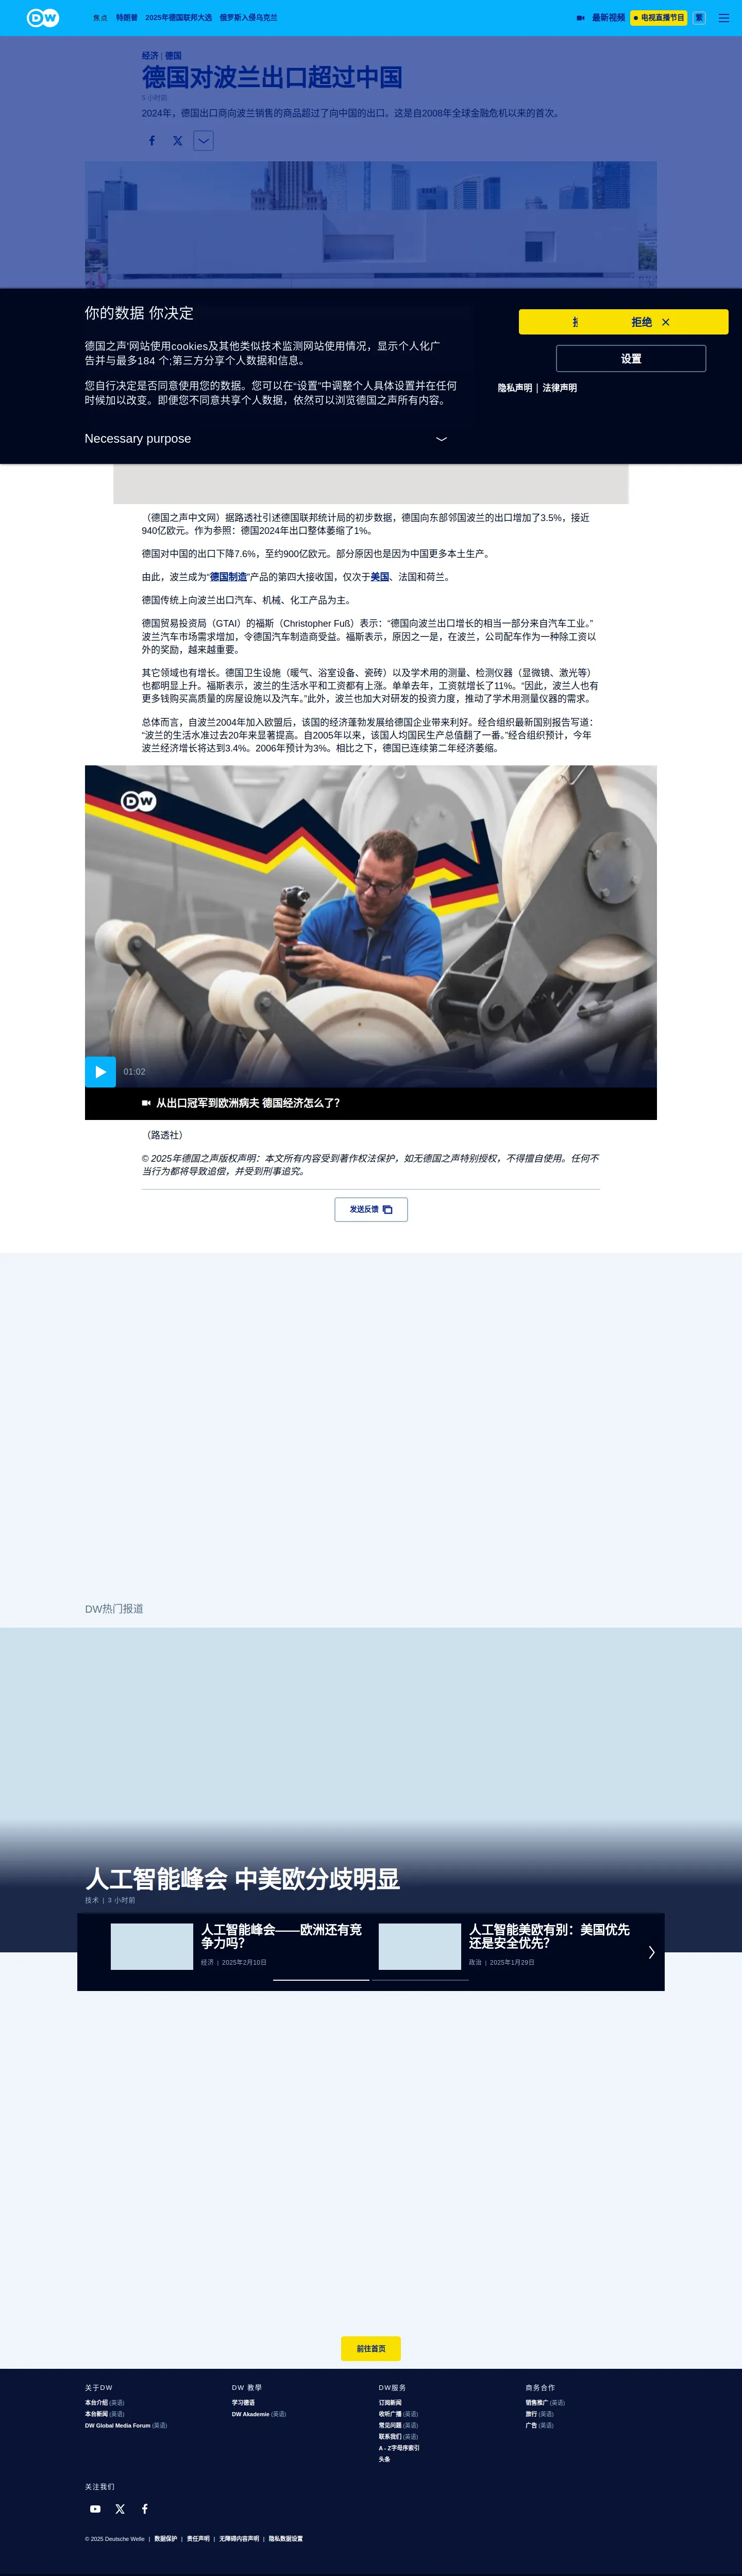 DW
焦点 特朗普 2025年德国联邦大选 俄罗斯入侵乌克兰 最新视频 电视直播节目 繁
经济 | 德国
德国对波兰出口超过中国
5 小时前
2024年，德国出口商向波兰销售的商品超过了向中国的出口。这是自2008年全球金融危机以来的首次。
你的数据 你决定
德国之声'网站使用cookies及其他类似技术监测网站使用情况，显示个人化广
告并与最多184 个;第三方分享个人数据和信息。
您自行决定是否同意使用您的数据。您可以在“设置”中调整个人具体设置并在任何
时候加以改变。即便您不同意共享个人数据，依然可以浏览德国之声所有内容。
Necessary purpose
拒绝
设置
隐私声明 | 法律声明
（德国之声中文网）据路透社引述德国联邦统计局的初步数据，德国向东部邻国波兰的出口增加了3.5%，接近
940亿欧元。作为参照：德国2024年出口整体萎缩了1%。
德国对中国的出口下降7.6%，至约900亿欧元。部分原因也是因为中国更多本土生产。
由此，波兰成为“德国制造”产品的第四大接收国，仅次于美国、法国和荷兰。
德国传统上向波兰出口汽车、机械、化工产品为主。
德国贸易投资局（GTAI）的福斯（Christopher Fuß）表示：“德国向波兰出口增长的相当一部分来自汽车工业。”
波兰汽车市场需求增加，令德国汽车制造商受益。福斯表示，原因之一是，在波兰，公司配车作为一种除工资以
外的奖励，越来越重要。
其它领域也有增长。德国卫生设施（暖气、浴室设备、瓷砖）以及学术用的测量、检测仪器（显微镜、激光等）
也都明显上升。福斯表示，波兰的生活水平和工资都有上涨。单单去年，工资就增长了11%。“因此，波兰人也有
更多钱购买高质量的房屋设施以及汽车。”此外，波兰也加大对研发的投资力度，推动了学术用测量仪器的需求。
总体而言，自波兰2004年加入欧盟后，该国的经济蓬勃发展给德国企业带来利好。经合组织最新国别报告写道：
“波兰的生活水准过去20年来显著提高。自2005年以来，该国人均国民生产总值翻了一番。”经合组织预计，今年
波兰经济增长将达到3.4%。2006年预计为3%。相比之下，德国已连续第二年经济萎缩。
DW
01:02
从出口冠军到欧洲病夫 德国经济怎么了?
（路透社）
© 2025年德国之声版权声明：本文所有内容受到著作权法保护，如无德国之声特别授权，不得擅自使用。任何不
当行为都将导致追偿，并受到刑事追究。
发送反馈
DW热门报道
人工智能峰会 中美欧分歧明显
技术 | 3 小时前
人工智能峰会——欧洲还有竞
争力吗？
经济 | 2025年2月10日
人工智能美欧有别：美国优先
还是安全优先？
政治 | 2025年1月29日
前往首页
关于DW
本台介绍 (英语)
本台新闻 (英语)
DW Global Media Forum (英语)
DW 教學
学习德语
DW Akademie (英语)
DW服务
订阅新闻
收听广播 (英语)
常见问题 (英语)
联系我们 (英语)
A - Z字母序索引
头条
商务合作
销售推广 (英语)
旅行 (英语)
广告 (英语)
关注我们
© 2025 Deutsche Welle | 数据保护 | 责任声明 | 无障碍内容声明 | 隐私数据设置